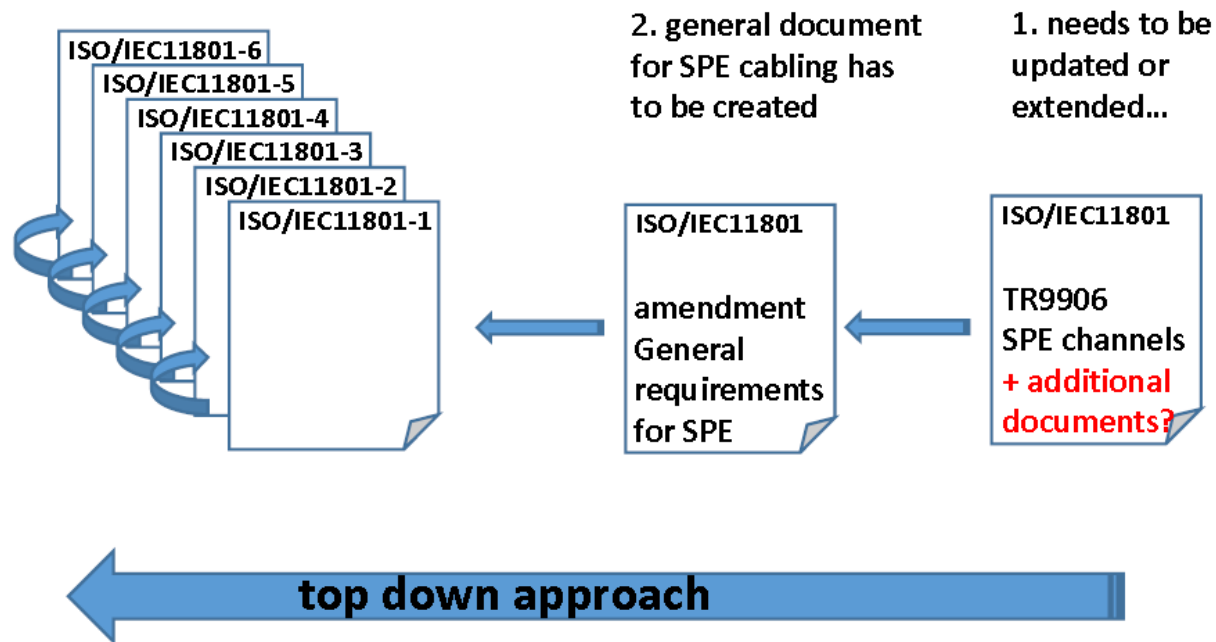 ISO/IEC11801-6
ISO/IEC11801-5
ISO/IEC11801-4
ISO/IEC11801-3
ISO/IEC11801-2
ISO/IEC11801-1
2. general document
for SPE cabling has
to be created
ISO/IEC11801
amendment
General
requirements
for SPE
1. needs to be
updated or
extended...
ISO/IEC11801
TR9906
SPE channels
+ additional
documents?
top down approach